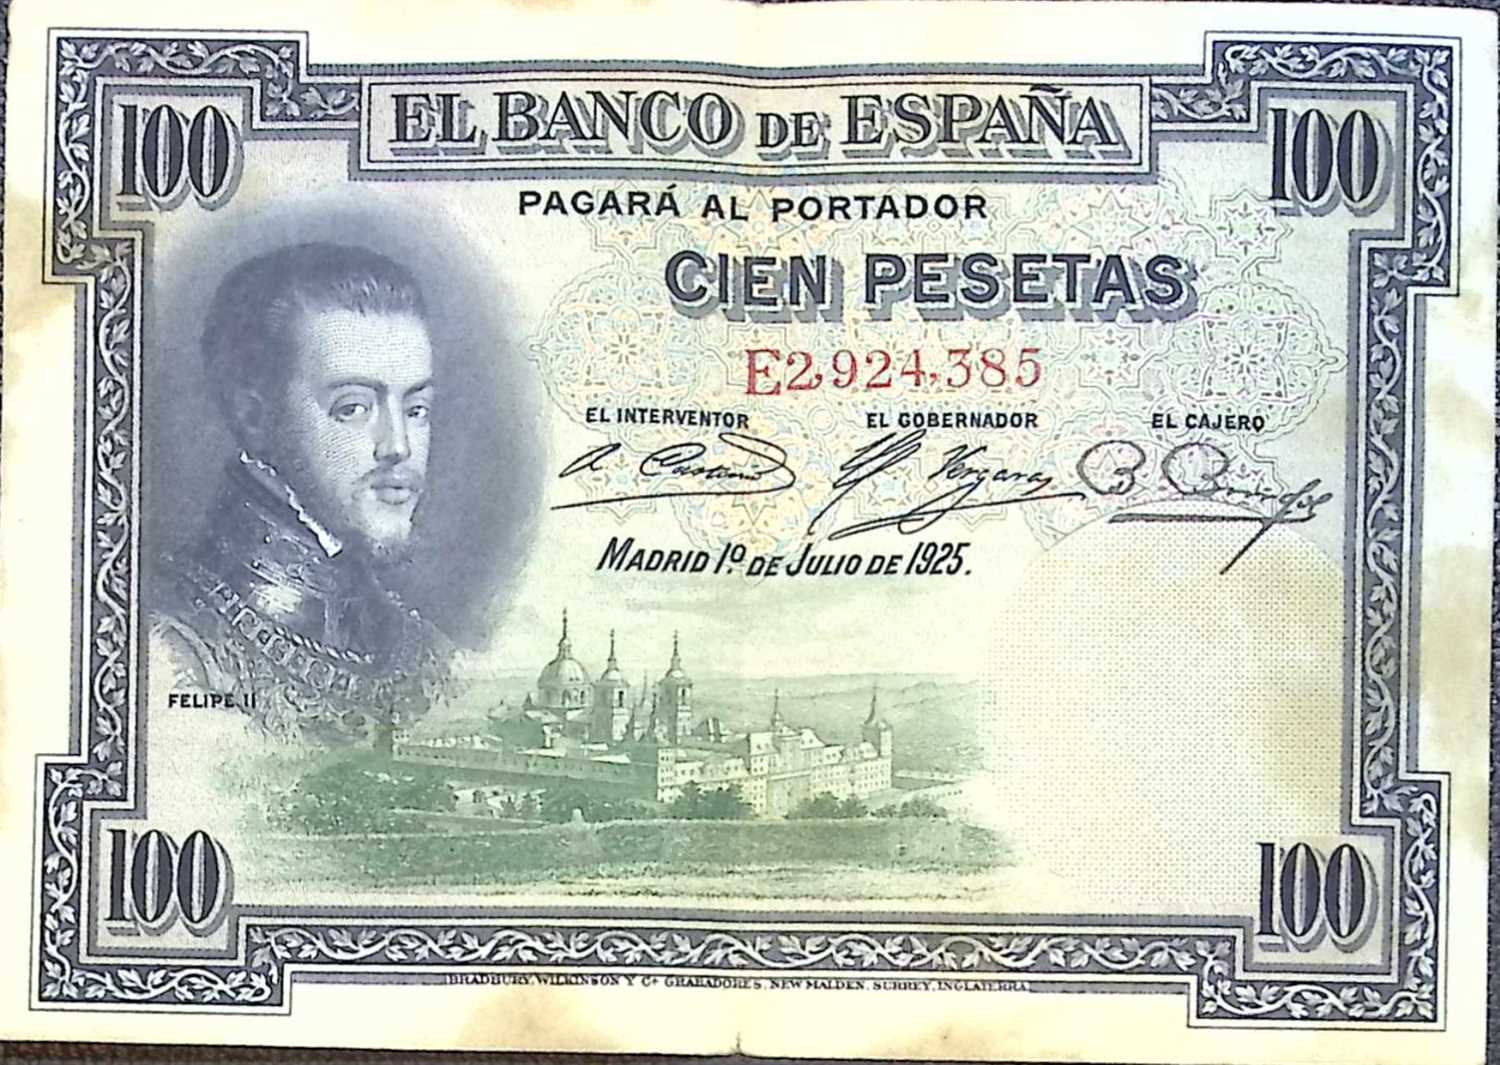 100
EL BANCO DE ESPAÑA
100
PAGARÁ AL PORTADOR
CIEN PESETAS
E2,924,385
EL INTERVENTOR
EL GOBERNADOR
EL CAJERO
MADRID 1º DE JULIO DE 1925.
FELIPE II
100
100
BRADBURY, WILKINSON Y Cª GRABADORES, NEW MALDEN, SURREY, INGLATERRA